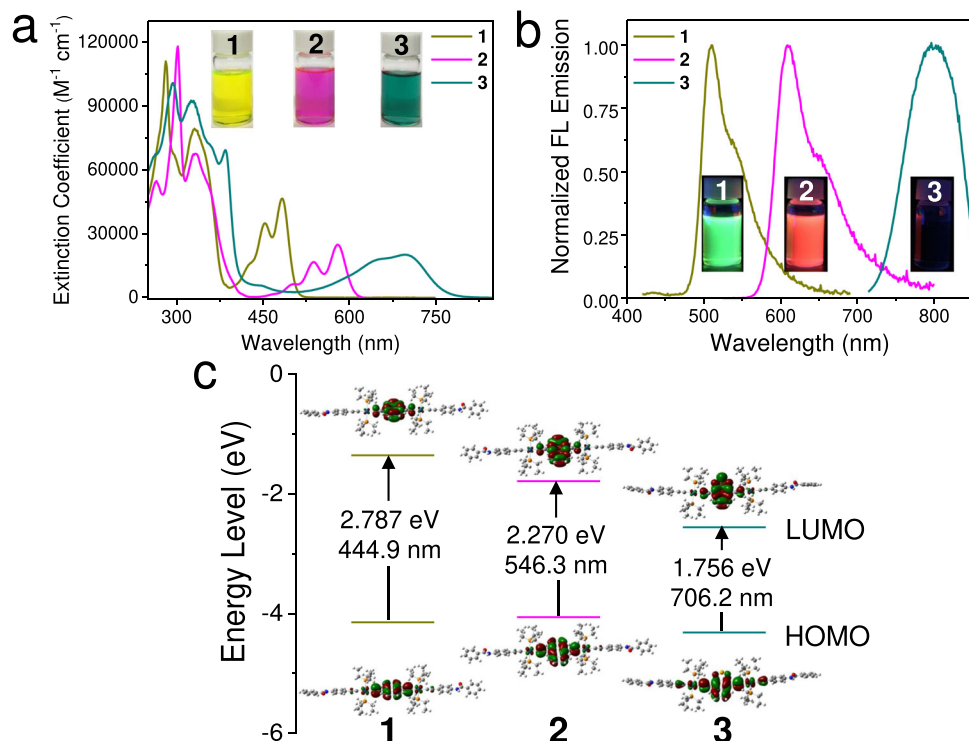 a
Extinction Coefficient (M⁻¹ cm⁻¹)
120000
90000
60000
30000
0
300
450
600
750
Wavelength (nm)
1
2
3
1
2
3
b
Normalized FL Emission
1.00
0.75
0.50
0.25
0.00
400
500
600
700
800
Wavelength (nm)
1
2
3
1
2
3
c
Energy Level (eV)
0
-2
-4
-6
2.787 eV
444.9 nm
2.270 eV
546.3 nm
1.756 eV
706.2 nm
LUMO
HOMO
1
2
3